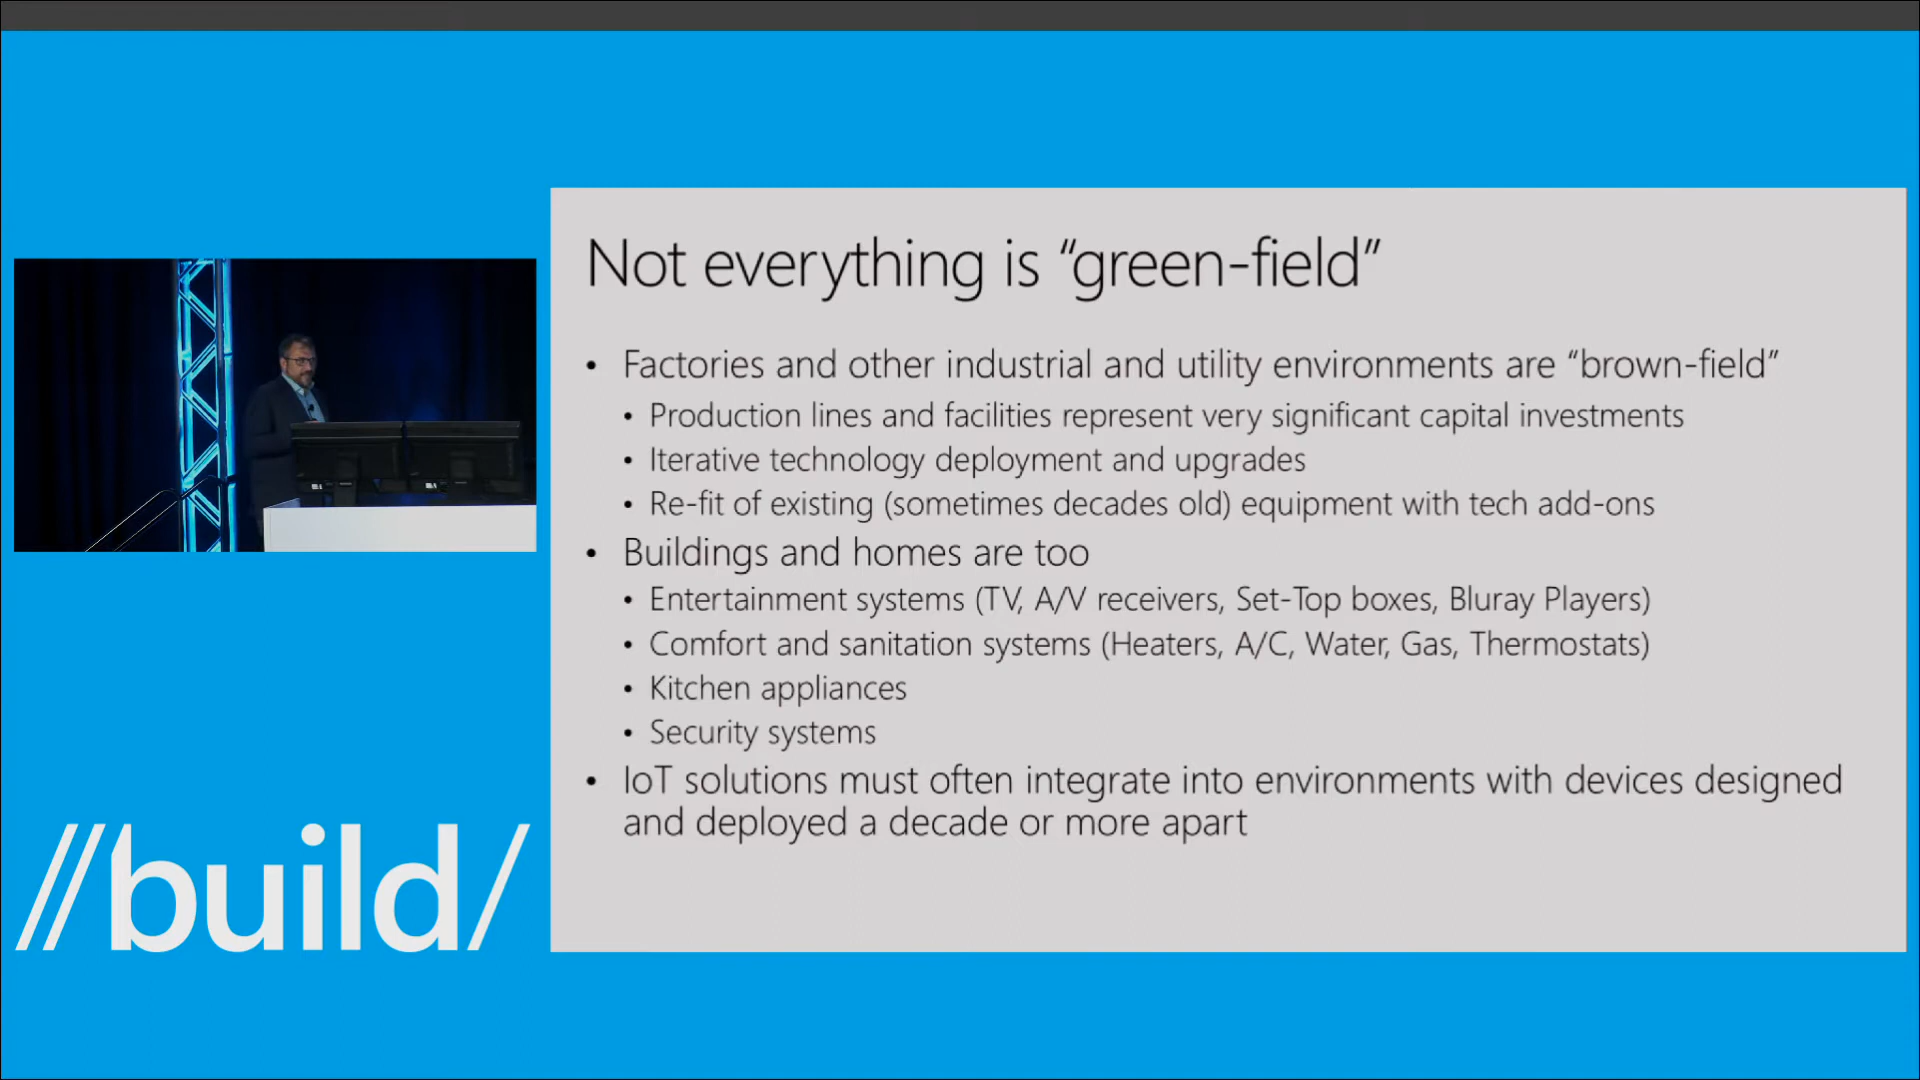 Not everything is “green-field”
• Factories and other industrial and utility environments are “brown-field”
• Production lines and facilities represent very significant capital investments
• Iterative technology deployment and upgrades
• Re-fit of existing (sometimes decades old) equipment with tech add-ons
• Buildings and homes are too
• Entertainment systems (TV, A/V receivers, Set-Top boxes, Bluray Players)
• Comfort and sanitation systems (Heaters, A/C, Water, Gas, Thermostats)
• Kitchen appliances
• Security systems
• IoT solutions must often integrate into environments with devices designed
and deployed a decade or more apart
//build/